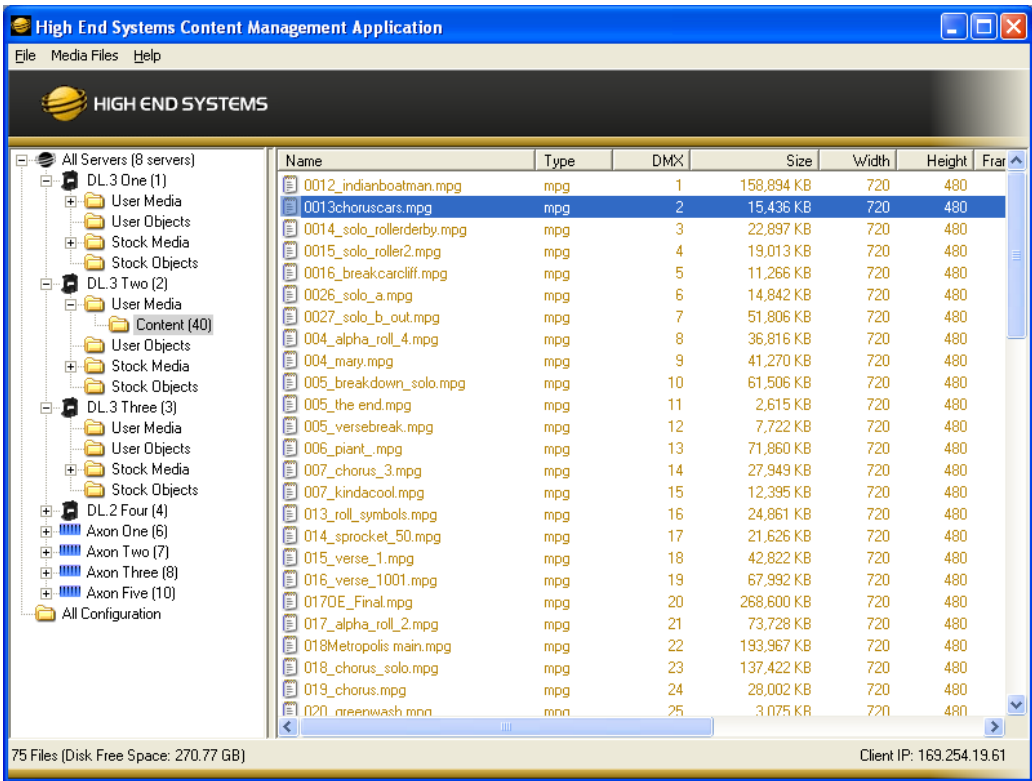 High End Systems Content Management Application
File Media Files Help
HIGH END SYSTEMS
All Servers (8 servers)
DL.3 One (1)
User Media
User Objects
Stock Media
Stock Objects
DL.3 Two (2)
User Media
Content (40)
User Objects
Stock Media
Stock Objects
DL.3 Three (3)
User Media
User Objects
Stock Media
Stock Objects
DL.2 Four (4)
Axon One (6)
Axon Two (7)
Axon Three (8)
Axon Five (10)
All Configuration
Name Type DMX Size Width Height Frar
0012_indianboatman.mpg mpg 1 158,894 KB 720 480
0013choruscars.mpg mpg 2 15,436 KB 720 480
0014_solo_rollerderby.mpg mpg 3 22,897 KB 720 480
0015_solo_roller2.mpg mpg 4 19,013 KB 720 480
0016_breakcarcliff.mpg mpg 5 11,266 KB 720 480
0026_solo_a.mpg mpg 6 14,842 KB 720 480
0027_solo_b_out.mpg mpg 7 51,806 KB 720 480
004_alpha_roll_4.mpg mpg 8 36,816 KB 720 480
004_mary.mpg mpg 9 41,270 KB 720 480
005_breakdown_solo.mpg mpg 10 61,506 KB 720 480
005_the end.mpg mpg 11 2,615 KB 720 480
005_versebreak.mpg mpg 12 7,722 KB 720 480
006_piant_.mpg mpg 13 71,860 KB 720 480
007_chorus_3.mpg mpg 14 27,949 KB 720 480
007_kindacool.mpg mpg 15 12,395 KB 720 480
013_roll_symbols.mpg mpg 16 24,861 KB 720 480
014_sprocket_50.mpg mpg 17 21,626 KB 720 480
015_verse_1.mpg mpg 18 42,822 KB 720 480
016_verse_1001.mpg mpg 19 67,992 KB 720 480
017OE_Final.mpg mpg 20 268,600 KB 720 480
017_alpha_roll_2.mpg mpg 21 73,728 KB 720 480
018Metropolis main.mpg mpg 22 193,967 KB 720 480
018_chorus_solo.mpg mpg 23 137,422 KB 720 480
019_chorus.mpg mpg 24 28,002 KB 720 480
020_greenwash.mpg mpg 25 3,075 KB 720 480
75 Files (Disk Free Space: 270.77 GB)
Client IP: 169.254.19.61